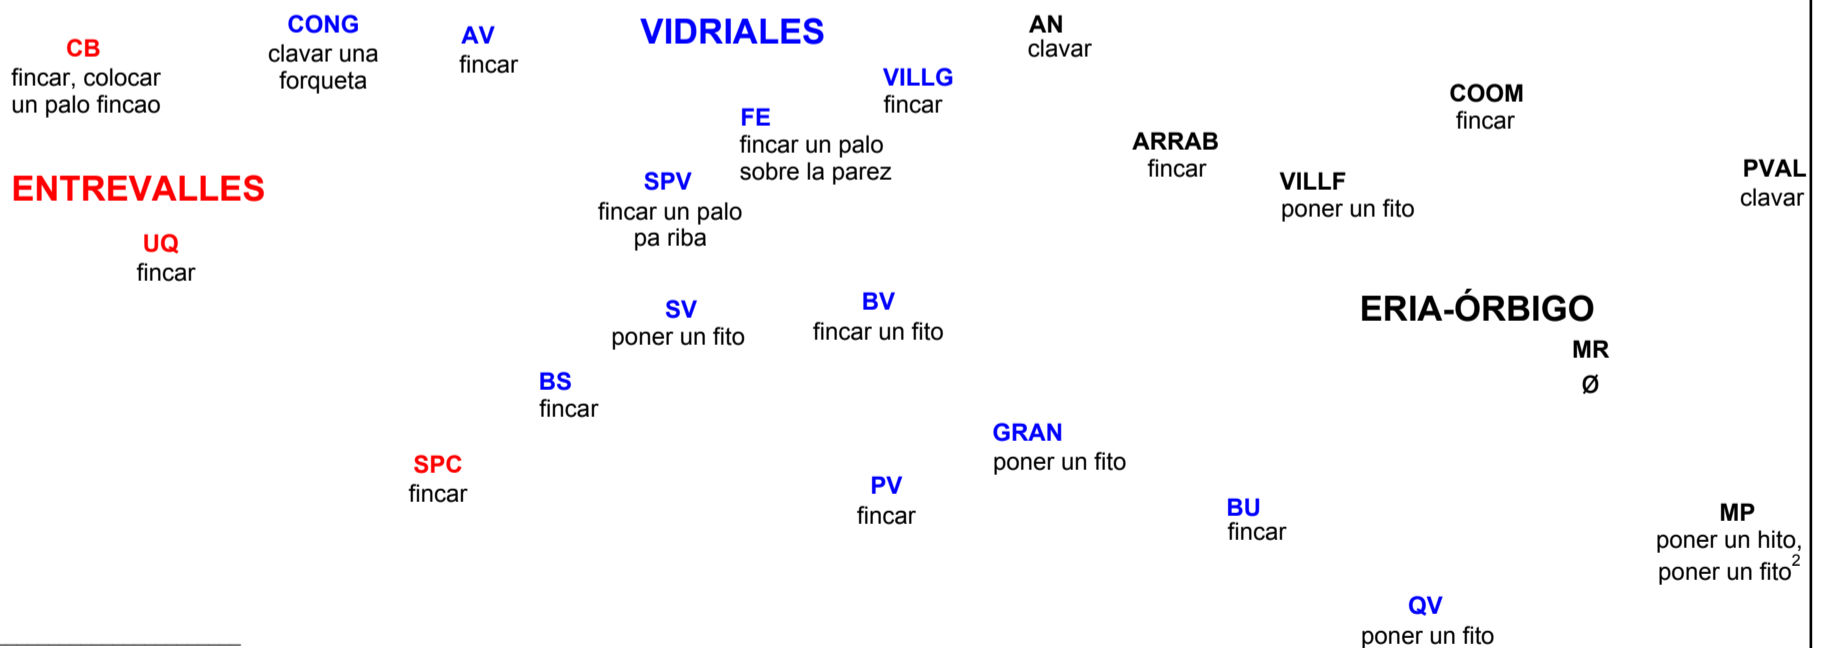 CB
fincar, colocar
un palo fincao
CONG
clavar una
forqueta
AV
fincar
VIDRIALES
AN
clavar
VILLG
fincar
FE
fincar un palo
sobre la parez
COOM
fincar
ARRAB
fincar
PVAL
clavar
ENTREVALLES
SPV
fincar un palo
pa riba
VILLF
poner un fito
UQ
fincar
SV
poner un fito
BV
fincar un fito
ERIA-ÓRBIGO
MR
Ø
BS
fincar
GRAN
poner un fito
SPC
fincar
PV
fincar
BU
fincar
MP
poner un hito,
poner un fito²
QV
poner un fito